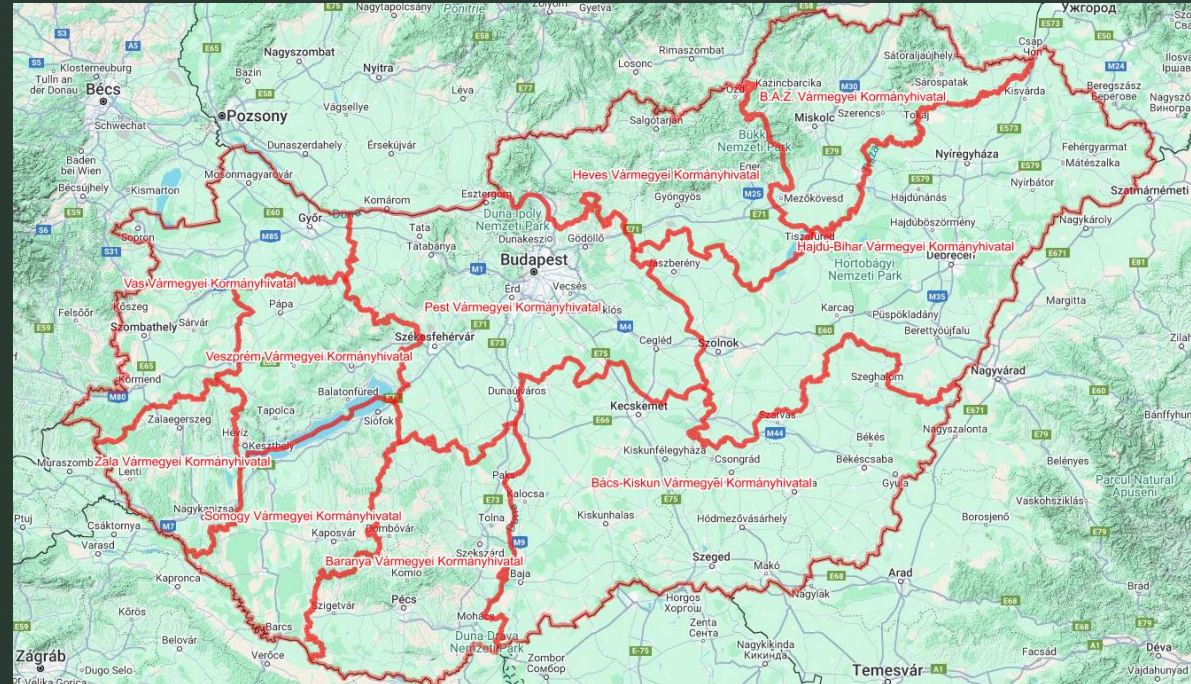 Nagytapolcsány
Zólyom
Gyetva
Ужгород
Pönitrie
Nagyszombat
Nyitra
Bazin
Léva
Losonc
Rimaszombat
Klosterneuburg
Tulln an
der Donau
Bécs
Schwechat
Pozsony
Vágsellye
Dunaszerdahely
Érsekújvár
Salgótarján
Ózd
Kazincbarcika
B.A.Z. Vármegyei Kormányhivatal
Sátoraljaújhely
Sárospatak
Csap
Чоп
Kisvárda
Beregszász
Берегове
Miskolc
Szerencs
Tokaj
Bükki
Nemzeti Park
Nyíregyháza
Fehérgyarmat
Mátészalka
Nyírbátor
Szatmárnémeti
Baden
bei Wien
Bécsújhely
Kismarton
Mosonmagyaróvár
Győr
Komárom
Esztergom
Tata
Tatabánya
Duna-Ipoly
Nemzeti Park
Dunakeszi
Gödöllő
Heves Vármegyei Kormányhivatal
Gyöngyös
Eger
Mezőkövesd
Hajdúnánás
Hajdúböszörmény
Nagykároly
Sopron
Tiszafüred
Hajdú-Bihar Vármegyei Kormányhivatal
Debrecen
Hortobágyi
Nemzeti Park
Budapest
Jászberény
Vas Vármegyei Kormányhivatal
Kőszeg
Felsőőr
Szombathely
Sárvár
Pápa
Érd
Vecsés
Pest Vármegyei Kormányhivatal
klós
Székesfehérvár
Cegléd
Szolnok
Karcag
Püspökladány
Berettyóújfalu
Margitta
Veszprém Vármegyei Kormányhivatal
Körmend
Balatonfüred
Siófok
Dunaújváros
Kecskemét
Szeghalom
Nagyvárad
Zalaegerszeg
Tapolca
Hévíz
Keszthely
Szarvas
Nagyszalonta
Bánffyhun
Zala Vármegyei Kormányhivatal
Lenti
Paks
Kalocsa
Kiskunfélegyháza
Csongrád
Békés
Békéscsaba
Gyula
Belényes
Parcul Natural
Apuseni
Bács-Kiskun Vármegyei Kormányhivatal
Vaskohsziklás
Borosjenő
Nagykanizsa
Somogy Vármegyei Kormányhivatal
Kaposvár
Dombóvár
Tolna
Szekszárd
Kiskunhalas
Hódmezővásárhely
Ptuj
Csáktornya
Varasd
Kapronca
Baranya Vármegyei Kormányhivatal
Komló
Baja
Szeged
Makó
Arad
Nagylak
Brád
Kőrös
Szigetvár
Pécs
Mohács
Horgos
Хоргош
Zenta
Сента
Belovár
Barcs
Verőce
Duna-Dráva
Nemzeti Park
Zombor
Сомбор
Nagykikinda
Кикинда
Temesvár
Facsád
Déva
Vajdahunyad
Zágráb
Dugo Selo